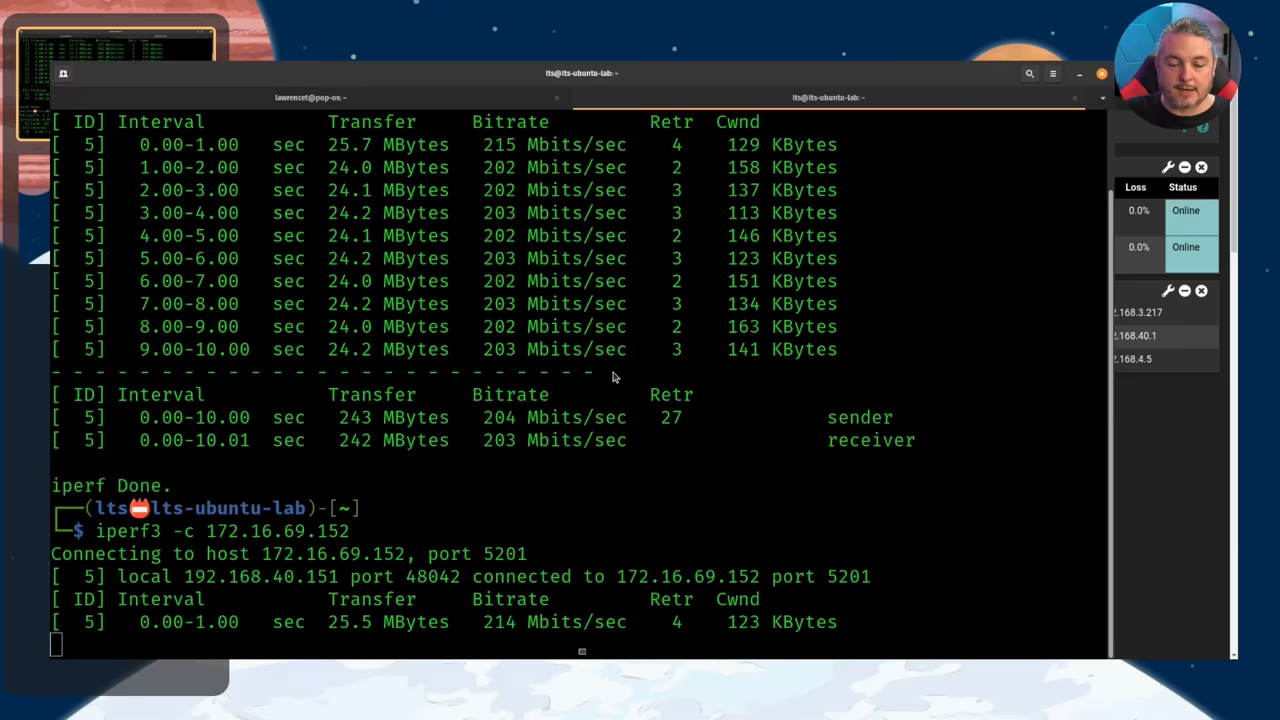 lts@lts-ubuntu-lab: ~
lawrencet@pop-os: ~
lts@lts-ubuntu-lab: ~
[ ID] Interval Transfer Bitrate Retr Cwnd
[ 5] 0.00-1.00 sec 25.7 MBytes 215 Mbits/sec 4 129 KBytes
[ 5] 1.00-2.00 sec 24.0 MBytes 202 Mbits/sec 2 158 KBytes
[ 5] 2.00-3.00 sec 24.1 MBytes 202 Mbits/sec 3 137 KBytes
[ 5] 3.00-4.00 sec 24.2 MBytes 203 Mbits/sec 3 113 KBytes
[ 5] 4.00-5.00 sec 24.1 MBytes 202 Mbits/sec 2 146 KBytes
[ 5] 5.00-6.00 sec 24.2 MBytes 203 Mbits/sec 3 123 KBytes
[ 5] 6.00-7.00 sec 24.0 MBytes 202 Mbits/sec 2 151 KBytes
[ 5] 7.00-8.00 sec 24.2 MBytes 203 Mbits/sec 3 134 KBytes
[ 5] 8.00-9.00 sec 24.0 MBytes 202 Mbits/sec 2 163 KBytes
[ 5] 9.00-10.00 sec 24.2 MBytes 203 Mbits/sec 3 141 KBytes
- - - - - - - - - - - - - - - - - - - - - - - - -
[ ID] Interval Transfer Bitrate Retr
[ 5] 0.00-10.00 sec 243 MBytes 204 Mbits/sec 27 sender
[ 5] 0.00-10.01 sec 242 MBytes 203 Mbits/sec receiver
iperf Done.
┌──(lts📛lts-ubuntu-lab)-[~]
└─$ iperf3 -c 172.16.69.152
Connecting to host 172.16.69.152, port 5201
[ 5] local 192.168.40.151 port 48042 connected to 172.16.69.152 port 5201
[ ID] Interval Transfer Bitrate Retr Cwnd
[ 5] 0.00-1.00 sec 25.5 MBytes 214 Mbits/sec 4 123 KBytes
Loss Status
0.0% Online
0.0% Online
2.168.3.217
2.168.40.1
2.168.4.5